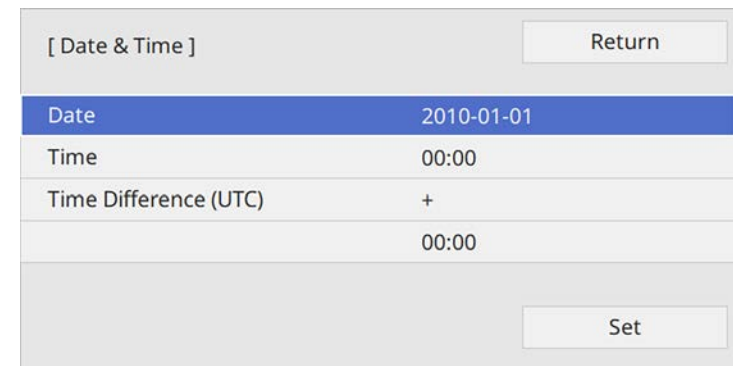 [ Date & Time ] Return
Date 2010-01-01
Time 00:00
Time Difference (UTC) +
00:00
Set